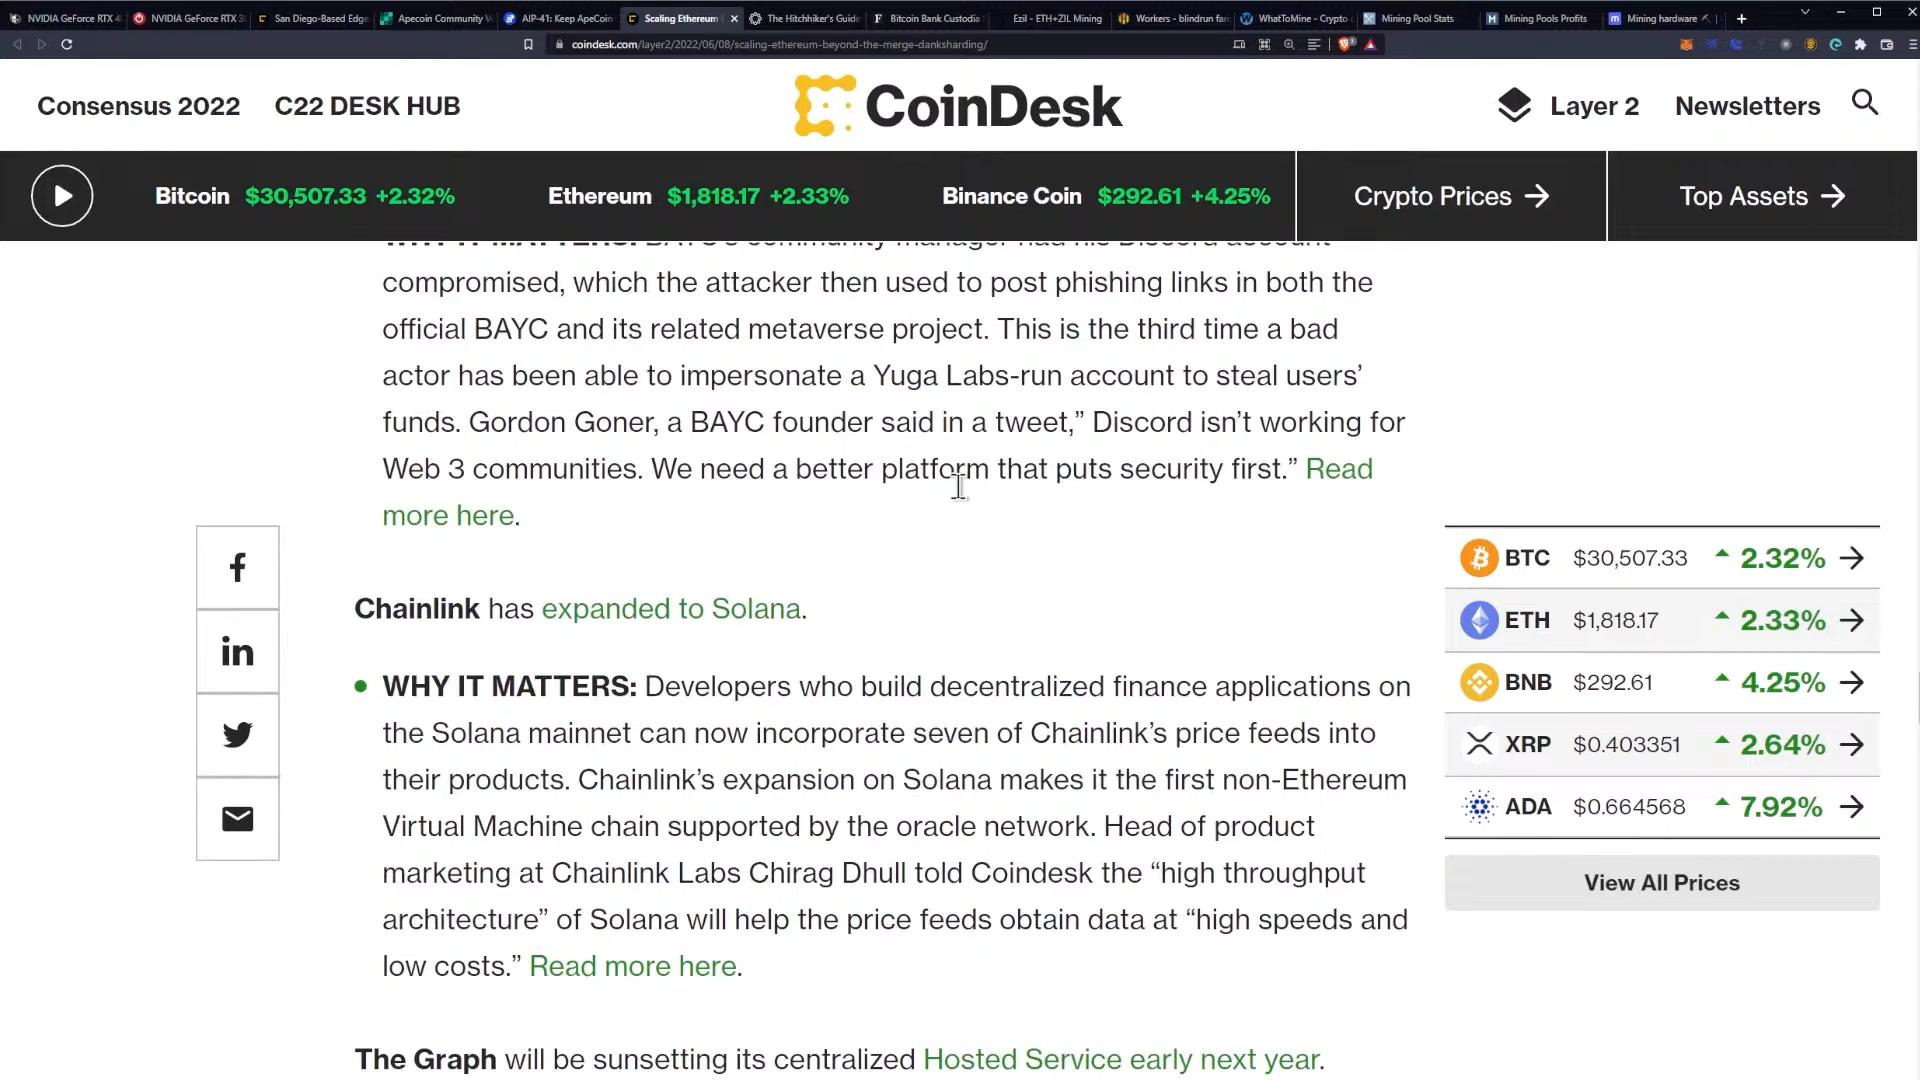 NVIDIA GeForce RTX 4
NVIDIA GeForce RTX 3
San Diego-Based Edge
Apecoin Community V
AIP-41: Keep ApeCoin
Scaling Ethereum
The Hitchhiker's Guide
Bitcoin Bank Custodia
Ezil - ETH+ZIL Mining
Workers - blindrun far
WhatToMine - Crypto
Mining Pool Stats
Mining Pools Profits
Mining hardware
coindesk.com/layer2/2022/06/08/scaling-ethereum-beyond-the-merge-danksharding/
Consensus 2022
C22 DESK HUB
CoinDesk
Layer 2
Newsletters
Bitcoin $30,507.33 +2.32%
Ethereum $1,818.17 +2.33%
Binance Coin $292.61 +4.25%
Crypto Prices →
Top Assets →
WHY IT MATTERS: BAYC's community manager had his Discord account
compromised, which the attacker then used to post phishing links in both the
official BAYC and its related metaverse project. This is the third time a bad
actor has been able to impersonate a Yuga Labs-run account to steal users’
funds. Gordon Goner, a BAYC founder said in a tweet,” Discord isn’t working for
Web 3 communities. We need a better platform that puts security first.” Read
more here.
Chainlink has expanded to Solana.
• WHY IT MATTERS: Developers who build decentralized finance applications on
the Solana mainnet can now incorporate seven of Chainlink’s price feeds into
their products. Chainlink’s expansion on Solana makes it the first non-Ethereum
Virtual Machine chain supported by the oracle network. Head of product
marketing at Chainlink Labs Chirag Dhull told Coindesk the “high throughput
architecture” of Solana will help the price feeds obtain data at “high speeds and
low costs.” Read more here.
The Graph will be sunsetting its centralized Hosted Service early next year.
BTC $30,507.33 2.32% →
ETH $1,818.17 2.33% →
BNB $292.61 4.25% →
XRP $0.403351 2.64% →
ADA $0.664568 7.92% →
View All Prices